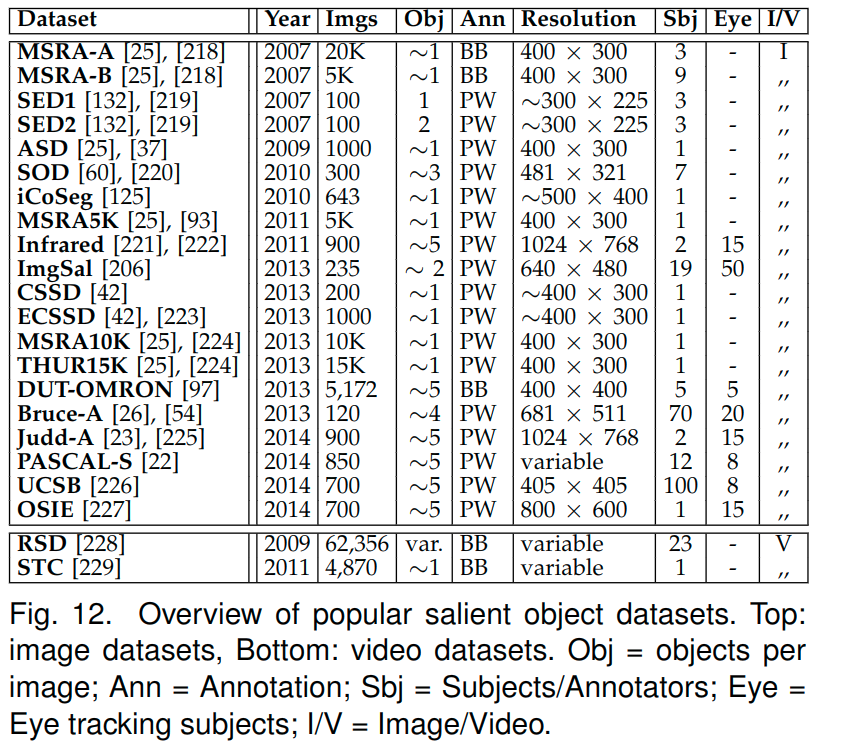 Dataset Year Imgs Obj Ann Resolution Sbj Eye I/V
MSRA-A [25], [218] 2007 20K ∼1 BB 400 × 300 3 - I
MSRA-B [25], [218] 2007 5K ∼1 BB 400 × 300 9 - ,,
SED1 [132], [219] 2007 100 1 PW ∼300 × 225 3 - ,,
SED2 [132], [219] 2007 100 2 PW ∼300 × 225 3 - ,,
ASD [25], [37] 2009 1000 ∼1 PW 400 × 300 1 - ,,
SOD [60], [220] 2010 300 ∼3 PW 481 × 321 7 - ,,
iCoSeg [125] 2010 643 ∼1 PW ∼500 × 400 1 - ,,
MSRA5K [25], [93] 2011 5K ∼1 PW 400 × 300 1 - ,,
Infrared [221], [222] 2011 900 ∼5 PW 1024 × 768 2 15 ,,
ImgSal [206] 2013 235 ∼ 2 PW 640 × 480 19 50 ,,
CSSD [42] 2013 200 ∼1 PW ∼400 × 300 1 - ,,
ECSSD [42], [223] 2013 1000 ∼1 PW ∼400 × 300 1 - ,,
MSRA10K [25], [224] 2013 10K ∼1 PW 400 × 300 1 - ,,
THUR15K [25], [224] 2013 15K ∼1 PW 400 × 300 1 - ,,
DUT-OMRON [97] 2013 5,172 ∼5 BB 400 × 400 5 5 ,,
Bruce-A [26], [54] 2013 120 ∼4 PW 681 × 511 70 20 ,,
Judd-A [23], [225] 2014 900 ∼5 PW 1024 × 768 2 15 ,,
PASCAL-S [22] 2014 850 ∼5 PW variable 12 8 ,,
UCSB [226] 2014 700 ∼5 PW 405 × 405 100 8 ,,
OSIE [227] 2014 700 ∼5 PW 800 × 600 1 15 ,,
RSD [228] 2009 62,356 var. BB variable 23 - V
STC [229] 2011 4,870 ∼1 BB variable 1 - ,,
Fig. 12. Overview of popular salient object datasets. Top:
image datasets, Bottom: video datasets. Obj = objects per
image; Ann = Annotation; Sbj = Subjects/Annotators; Eye =
Eye tracking subjects; I/V = Image/Video.